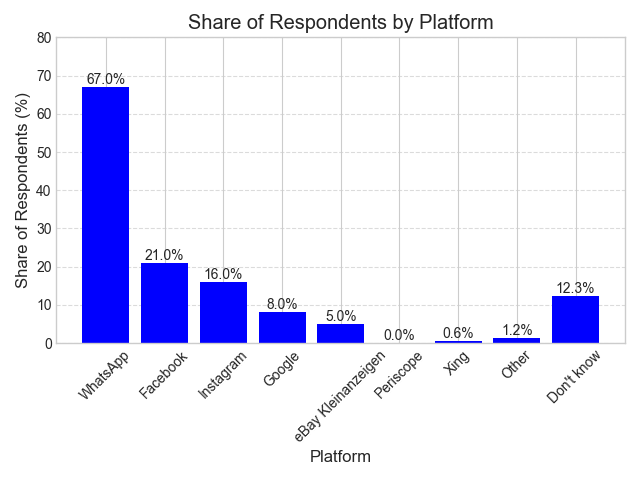 Share of Respondents by Platform
Share of Respondents (%)
80
70
60
50
40
30
20
10
0
67.0%
21.0%
16.0%
8.0%
5.0%
0.0%
0.6%
1.2%
12.3%
WhatsApp
Facebook
Instagram
Google
eBay Kleinanzeigen
Periscope
Xing
Other
Don't know
Platform